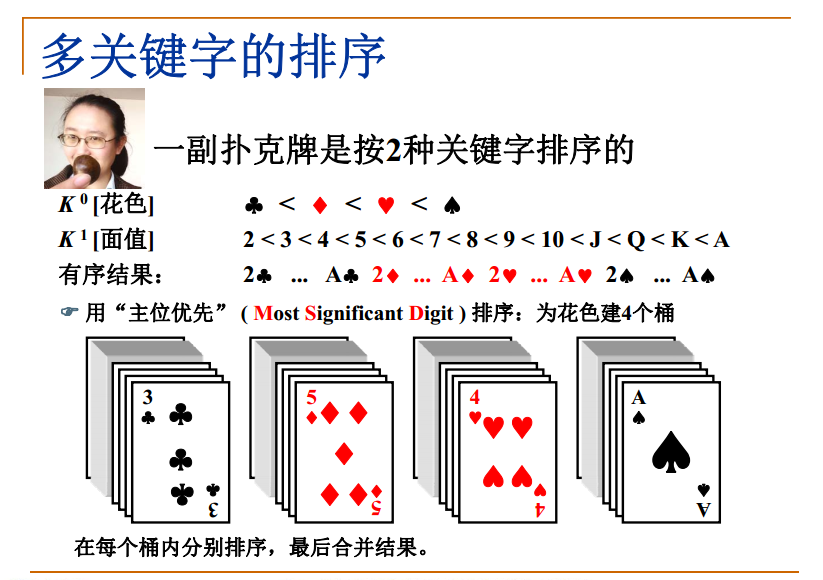 多关键字的排序
一副扑克牌是按2种关键字排序的
K 0 [花色] ♣ < ♦ < ♥ < ♠
K 1 [面值] 2 < 3 < 4 < 5 < 6 < 7 < 8 < 9 < 10 < J < Q < K < A
有序结果： 2♣ ... A♣ 2♦ ... A♦ 2♥ ... A♥ 2♠ ... A♠
☞ 用“主位优先” ( Most Significant Digit ) 排序：为花色建4个桶
3 5 4 A
3 5 4 A
在每个桶内分别排序，最后合并结果。